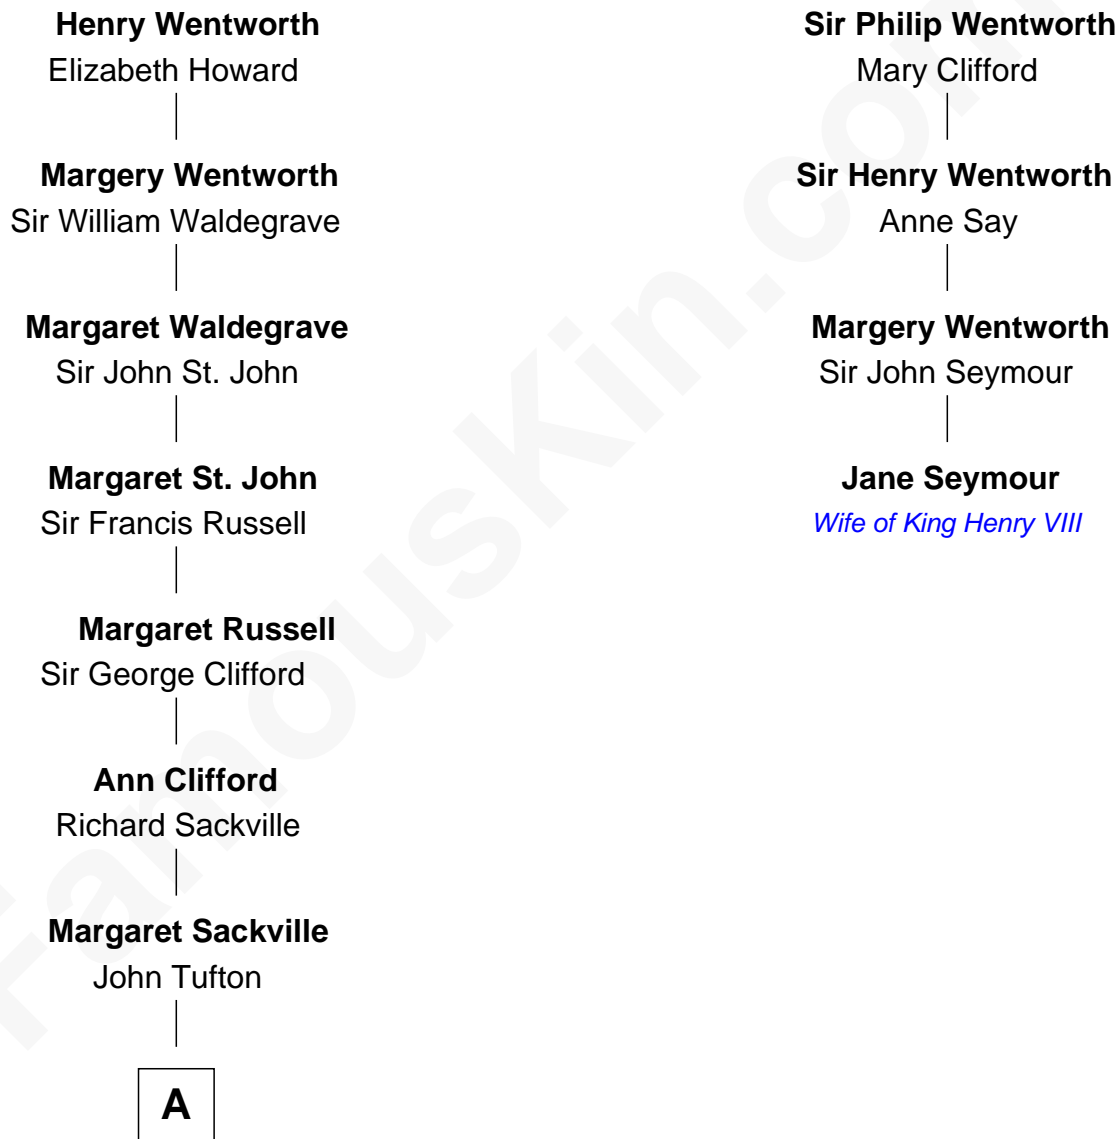 Henry Wentworth
Elizabeth Howard
Margery Wentworth
Sir William Waldegrave
Margaret Waldegrave
Sir John St. John
Margaret St. John
Sir Francis Russell
Margaret Russell
Sir George Clifford
Ann Clifford
Richard Sackville
Margaret Sackville
John Tufton
A
Sir Philip Wentworth
Mary Clifford
Sir Henry Wentworth
Anne Say
Margery Wentworth
Sir John Seymour
Jane Seymour
Wife of King Henry VIII
FamousKin.com